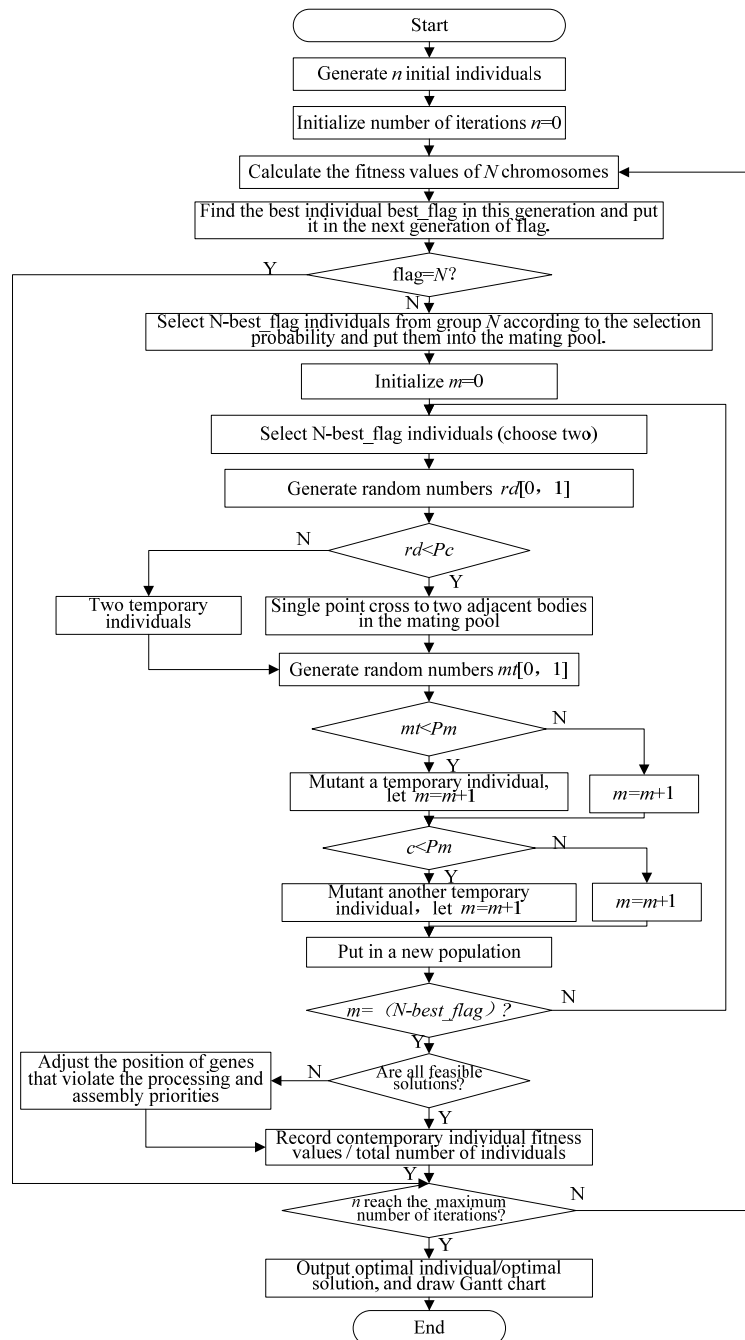 Start
Generate n initial individuals
Initialize number of iterations n=0
Calculate the fitness values of N chromosomes
Find the best individual best_flag in this generation and put
it in the next generation of flag.
Y
flag=N?
N
Select N-best_flag individuals from group N according to the selection
probability and put them into the mating pool.
Initialize m=0
Select N-best_flag individuals (choose two)
Generate random numbers rd[0，1]
N
rd<Pc
Y
Two temporary
individuals
Single point cross to two adjacent bodies
in the mating pool
Generate random numbers mt[0，1]
mt<Pm
N
Y
Mutant a temporary individual,
let m=m+1
m=m+1
c<Pm
N
Y
Mutant another temporary
individual，let m=m+1
m=m+1
Put in a new population
m=（N-best_flag）?
N
Y
Adjust the position of genes
that violate the processing and
assembly priorities
N
Are all feasible
solutions?
Y
Record contemporary individual fitness
values / total number of individuals
Y
n reach the maximum
number of iterations?
N
Y
Output optimal individual/optimal
solution, and draw Gantt chart
End